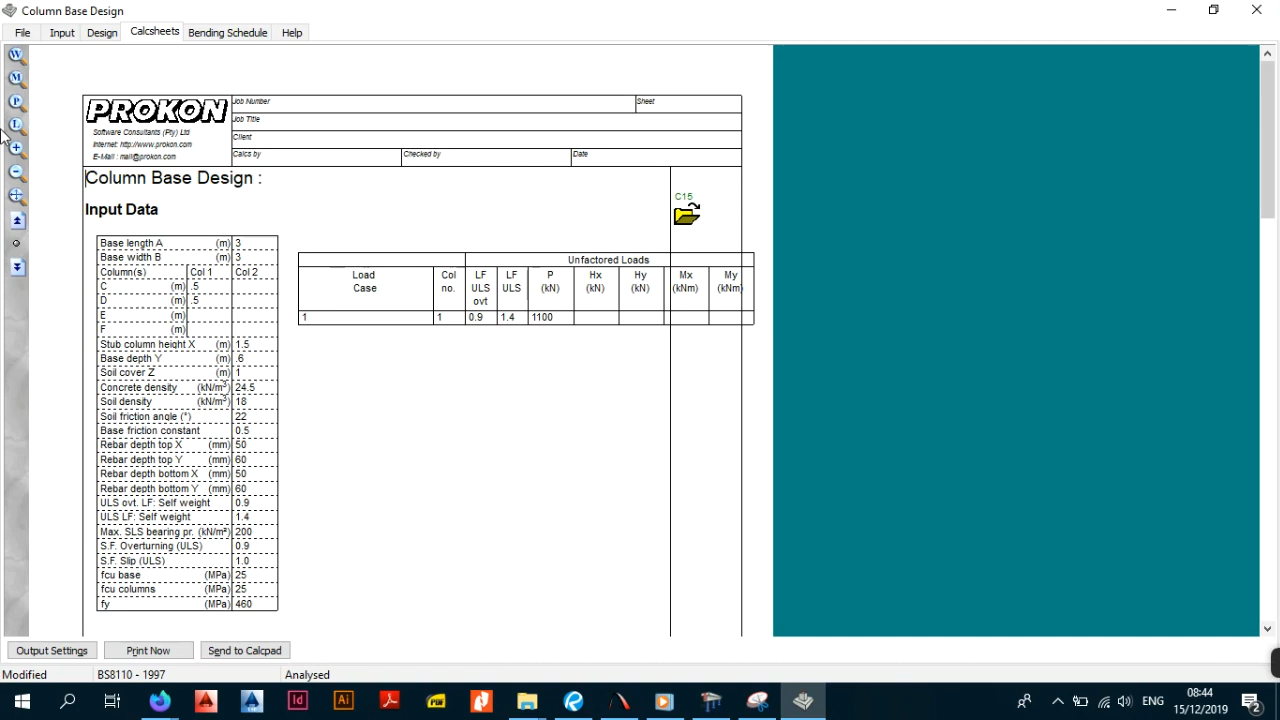 Column Base Design
File Input Design Calcsheets Bending Schedule Help
W
M
P
L
PROKON
Software Consultants (Pty) Ltd
Internet: http://www.prokon.com
E-Mail : mail@prokon.com
Job Number Sheet
Job Title
Client
Calcs by Checked by Date
Column Base Design :
C15
Input Data
Base length A (m) 3
Base width B (m) 3
Column(s) Col 1 Col 2
C (m) .5
D (m) .5
E (m)
F (m)
Stub column height X (m) 1.5
Base depth Y (m) .6
Soil cover Z (m) 1
Concrete density (kN/m³) 24.5
Soil density (kN/m³) 18
Soil friction angle (°) 22
Base friction constant 0.5
Rebar depth top X (mm) 50
Rebar depth top Y (mm) 60
Rebar depth bottom X (mm) 50
Rebar depth bottom Y (mm) 60
ULS ovt. LF: Self weight 0.9
ULS LF: Self weight 1.4
Max. SLS bearing pr. (kN/m²) 200
S.F. Overturning (ULS) 0.9
S.F. Slip (ULS) 1.0
fcu base (MPa) 25
fcu columns (MPa) 25
fy (MPa) 460
Unfactored Loads
Load Col LF LF P Hx Hy Mx My
Case no. ULS ULS (kN) (kN) (kN) (kNm) (kNm)
ovt
1 1 0.9 1.4 1100
Output Settings Print Now Send to Calcpad
Modified BS8110 - 1997 Analysed
Id Ai ENG 08:44
15/12/2019 2